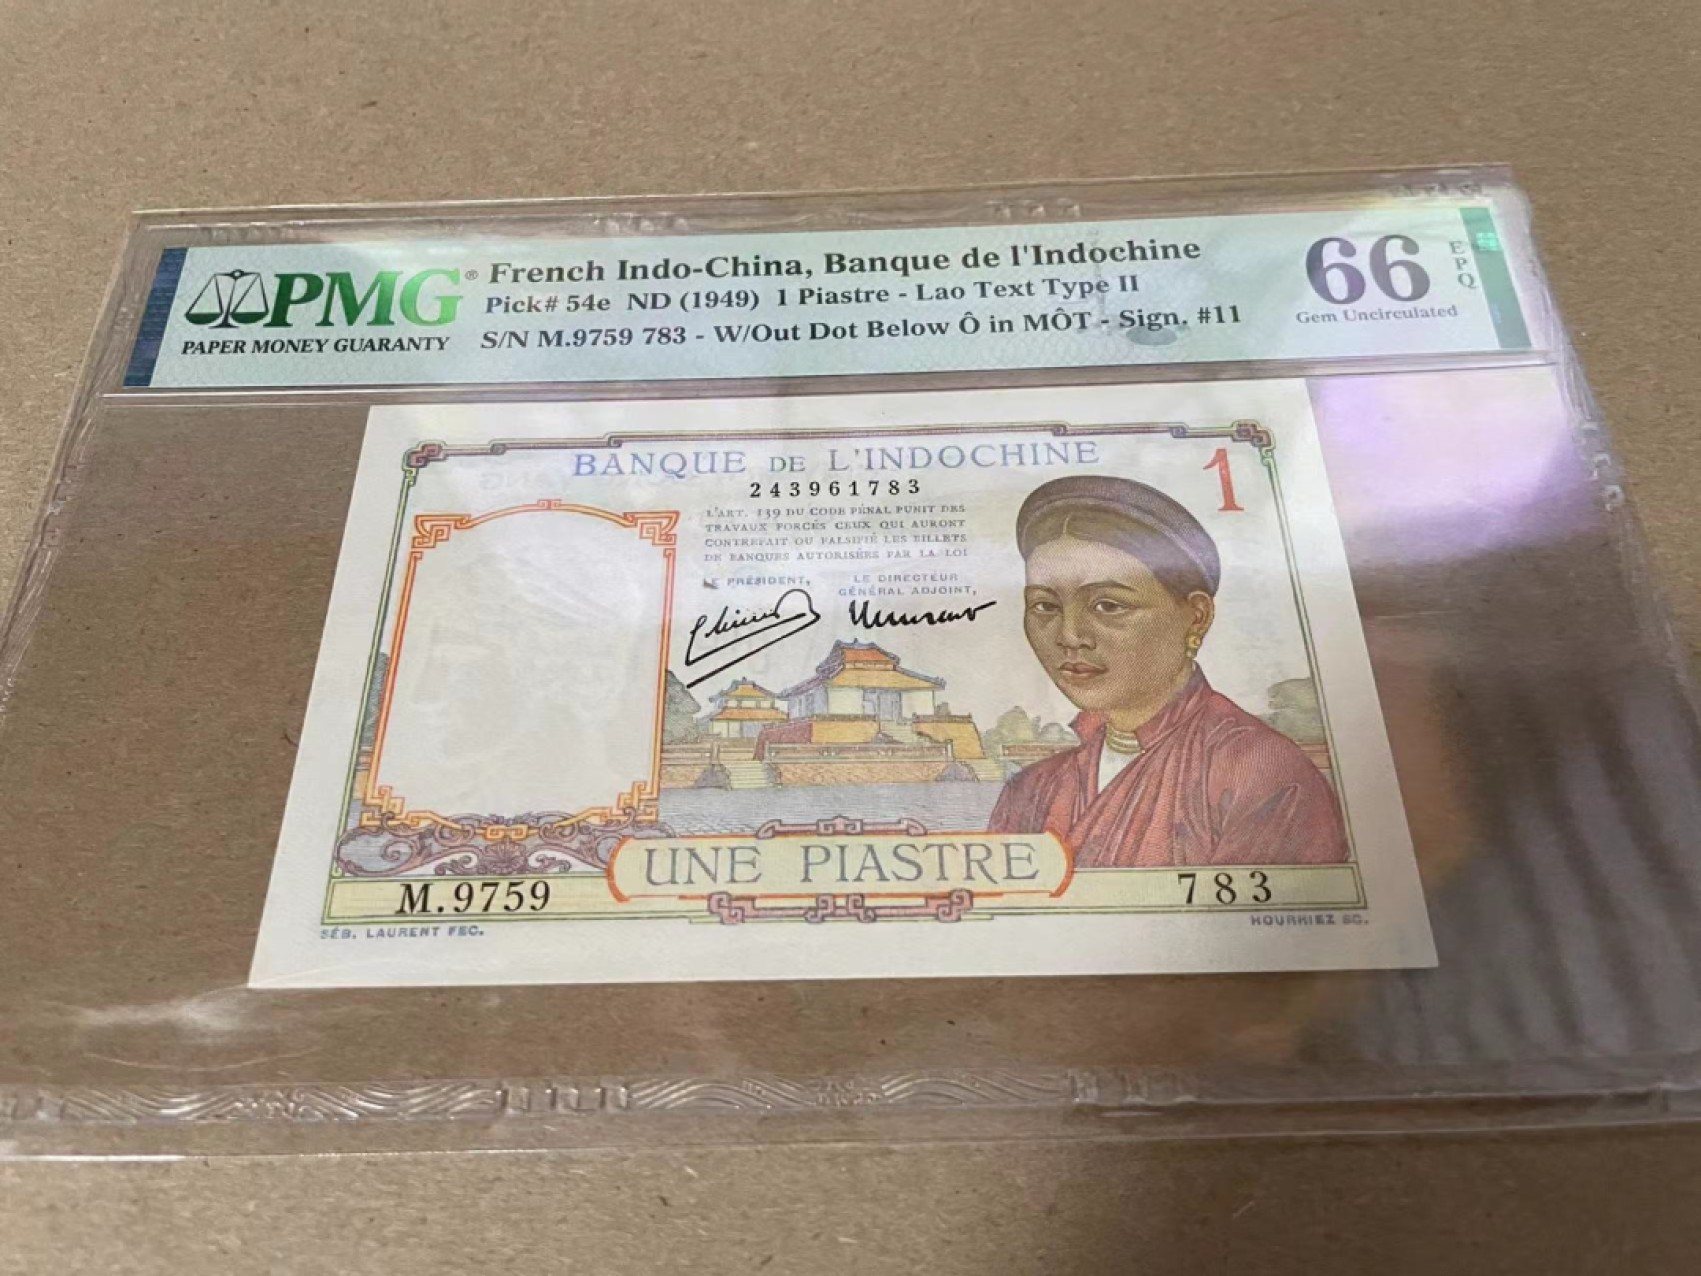 PMG®
PAPER MONEY GUARANTY
French Indo-China, Banque de l'Indochine
Pick# 54e ND (1949) 1 Piastre - Lao Text Type II
S/N M.9759 783 - W/Out Dot Below Ô in MÔT - Sign. #11
66 EPQ
Gem Uncirculated
BANQUE DE L'INDOCHINE
1
243961783
L'ART. 139 DU CODE PÉNAL PUNIT DES
TRAVAUX FORCÉS CEUX QUI AURONT
CONTREFAIT OU FALSIFIÉ LES BILLETS
DE BANQUES AUTORISÉES PAR LA LOI
LE PRÉSIDENT,
LE DIRECTEUR
GÉNÉRAL ADJOINT,
UNE PIASTRE
M.9759
783
SÉB. LAURENT FEC.
HOURRIEZ SC.